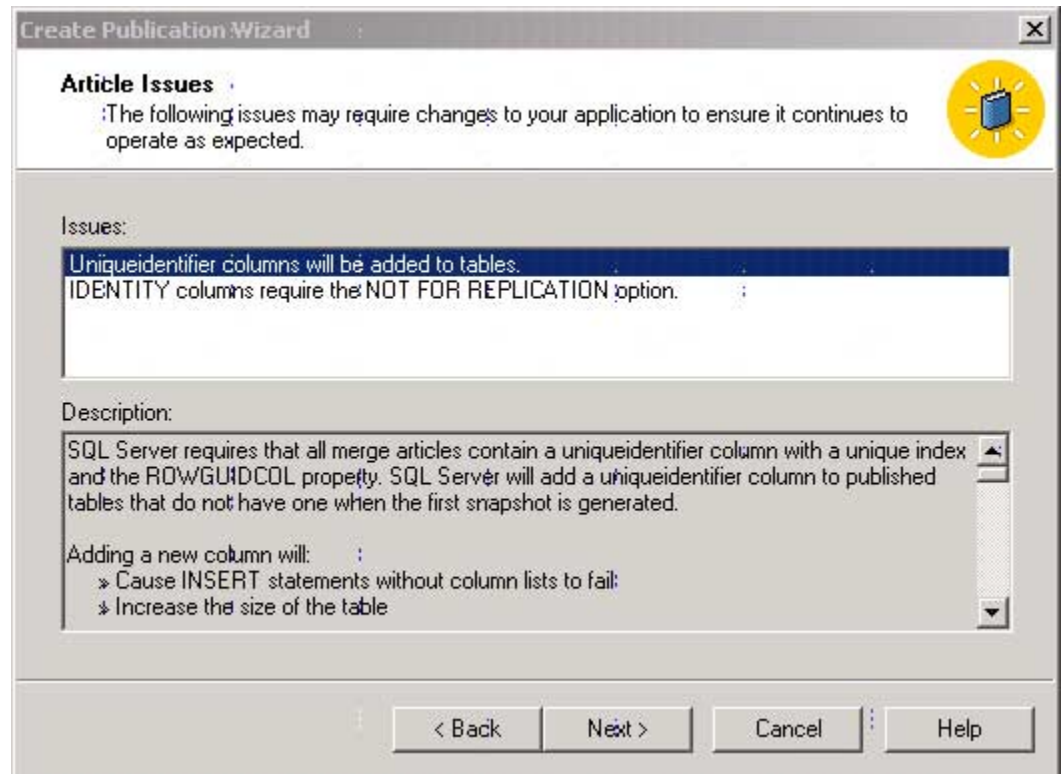 Create Publication Wizard
Article Issues
The following issues may require changes to your application to ensure it continues to
operate as expected.
Issues:
Uniqueidentifier columns will be added to tables.
IDENTITY columns require the NOT FOR REPLICATION option.
Description:
SQL Server requires that all merge articles contain a uniqueidentifier column with a unique index
and the ROWGUIDCOL property. SQL Server will add a uniqueidentifier column to published
tables that do not have one when the first snapshot is generated.
Adding a new column will:
» Cause INSERT statements without column lists to fail
» Increase the size of the table
< Back Next > Cancel Help